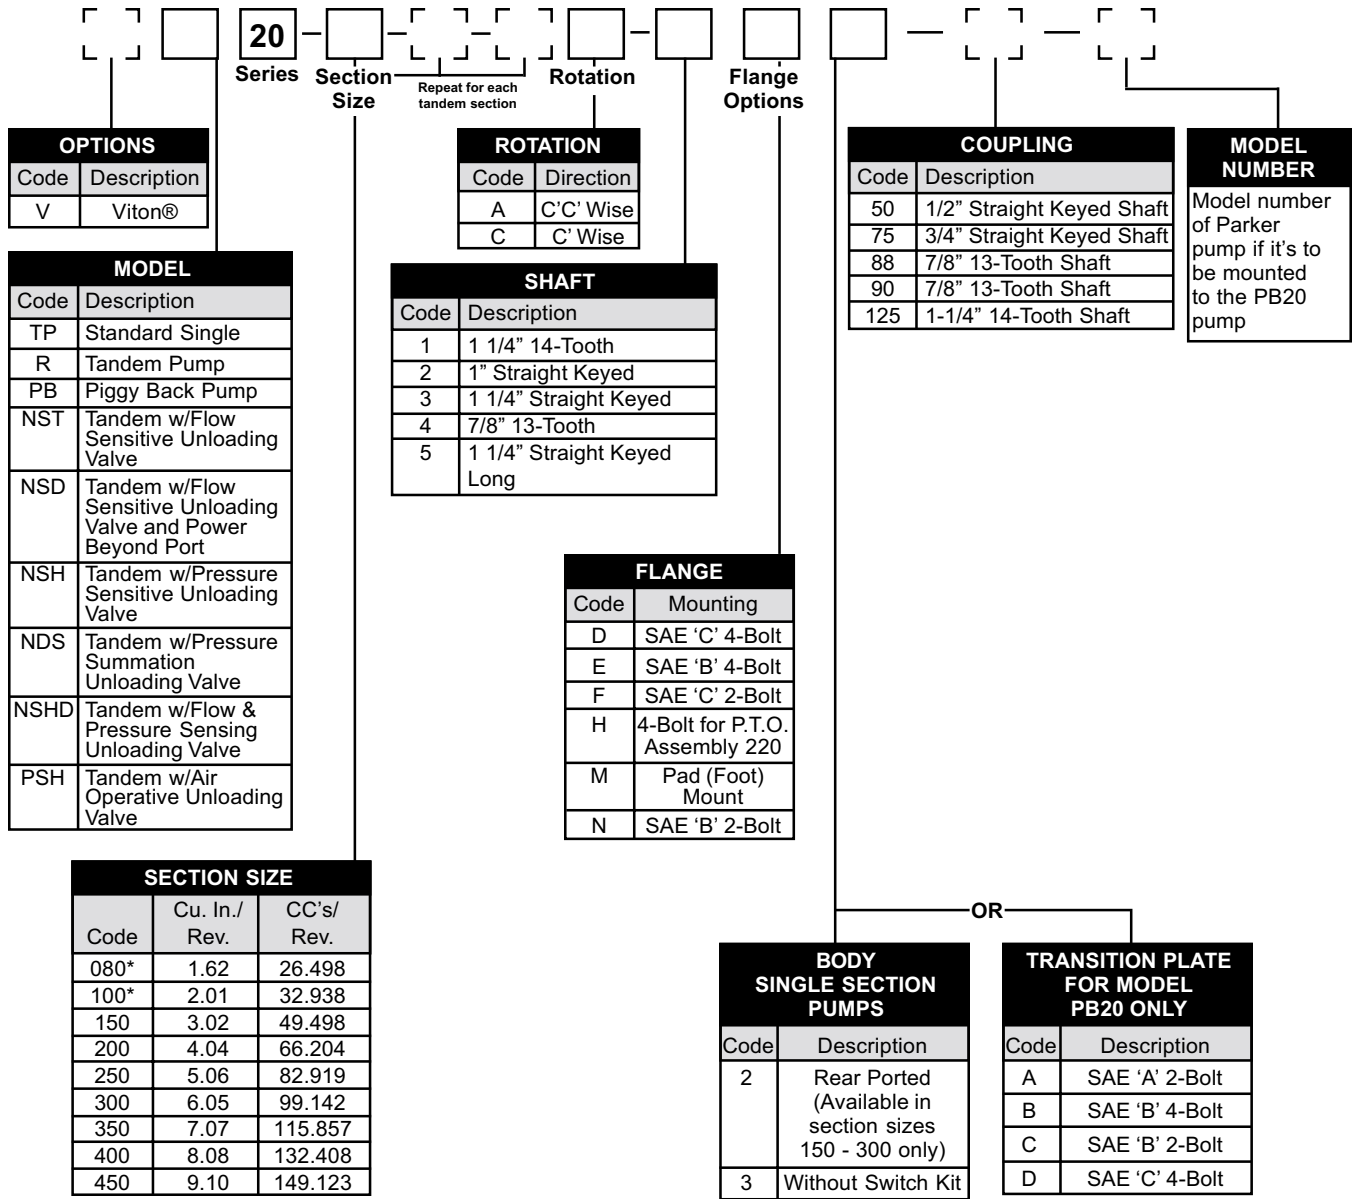 20
Series
Section
Size
Repeat for each
tandem section
Rotation
Flange
Options
OPTIONS
Code Description
V Viton®
MODEL
Code Description
TP Standard Single
R Tandem Pump
PB Piggy Back Pump
NST Tandem w/Flow
Sensitive Unloading
Valve
NSD Tandem w/Flow
Sensitive Unloading
Valve and Power
Beyond Port
NSH Tandem w/Pressure
Sensitive Unloading
Valve
NDS Tandem w/Pressure
Summation
Unloading Valve
NSHD Tandem w/Flow &
Pressure Sensing
Unloading Valve
PSH Tandem w/Air
Operative Unloading
Valve
SECTION SIZE
Cu. In./ CC's/
Code Rev. Rev.
080* 1.62 26.498
100* 2.01 32.938
150 3.02 49.498
200 4.04 66.204
250 5.06 82.919
300 6.05 99.142
350 7.07 115.857
400 8.08 132.408
450 9.10 149.123
ROTATION
Code Direction
A C'C' Wise
C C' Wise
SHAFT
Code Description
1 1 1/4” 14-Tooth
2 1” Straight Keyed
3 1 1/4” Straight Keyed
4 7/8” 13-Tooth
5 1 1/4” Straight Keyed
Long
FLANGE
Code Mounting
D SAE ‘C’ 4-Bolt
E SAE ‘B’ 4-Bolt
F SAE ‘C’ 2-Bolt
H 4-Bolt for P.T.O.
Assembly 220
M Pad (Foot)
Mount
N SAE ‘B’ 2-Bolt
COUPLING
Code Description
50 1/2” Straight Keyed Shaft
75 3/4” Straight Keyed Shaft
88 7/8” 13-Tooth Shaft
90 7/8” 13-Tooth Shaft
125 1-1/4” 14-Tooth Shaft
MODEL
NUMBER
Model number
of Parker
pump if it's to
be mounted
to the PB20
pump
OR
BODY
SINGLE SECTION
PUMPS
Code Description
2 Rear Ported
(Available in
section sizes
150 - 300 only)
3 Without Switch Kit
TRANSITION PLATE
FOR MODEL
PB20 ONLY
Code Description
A SAE ‘A’ 2-Bolt
B SAE ‘B’ 4-Bolt
C SAE ‘B’ 2-Bolt
D SAE ‘C’ 4-Bolt